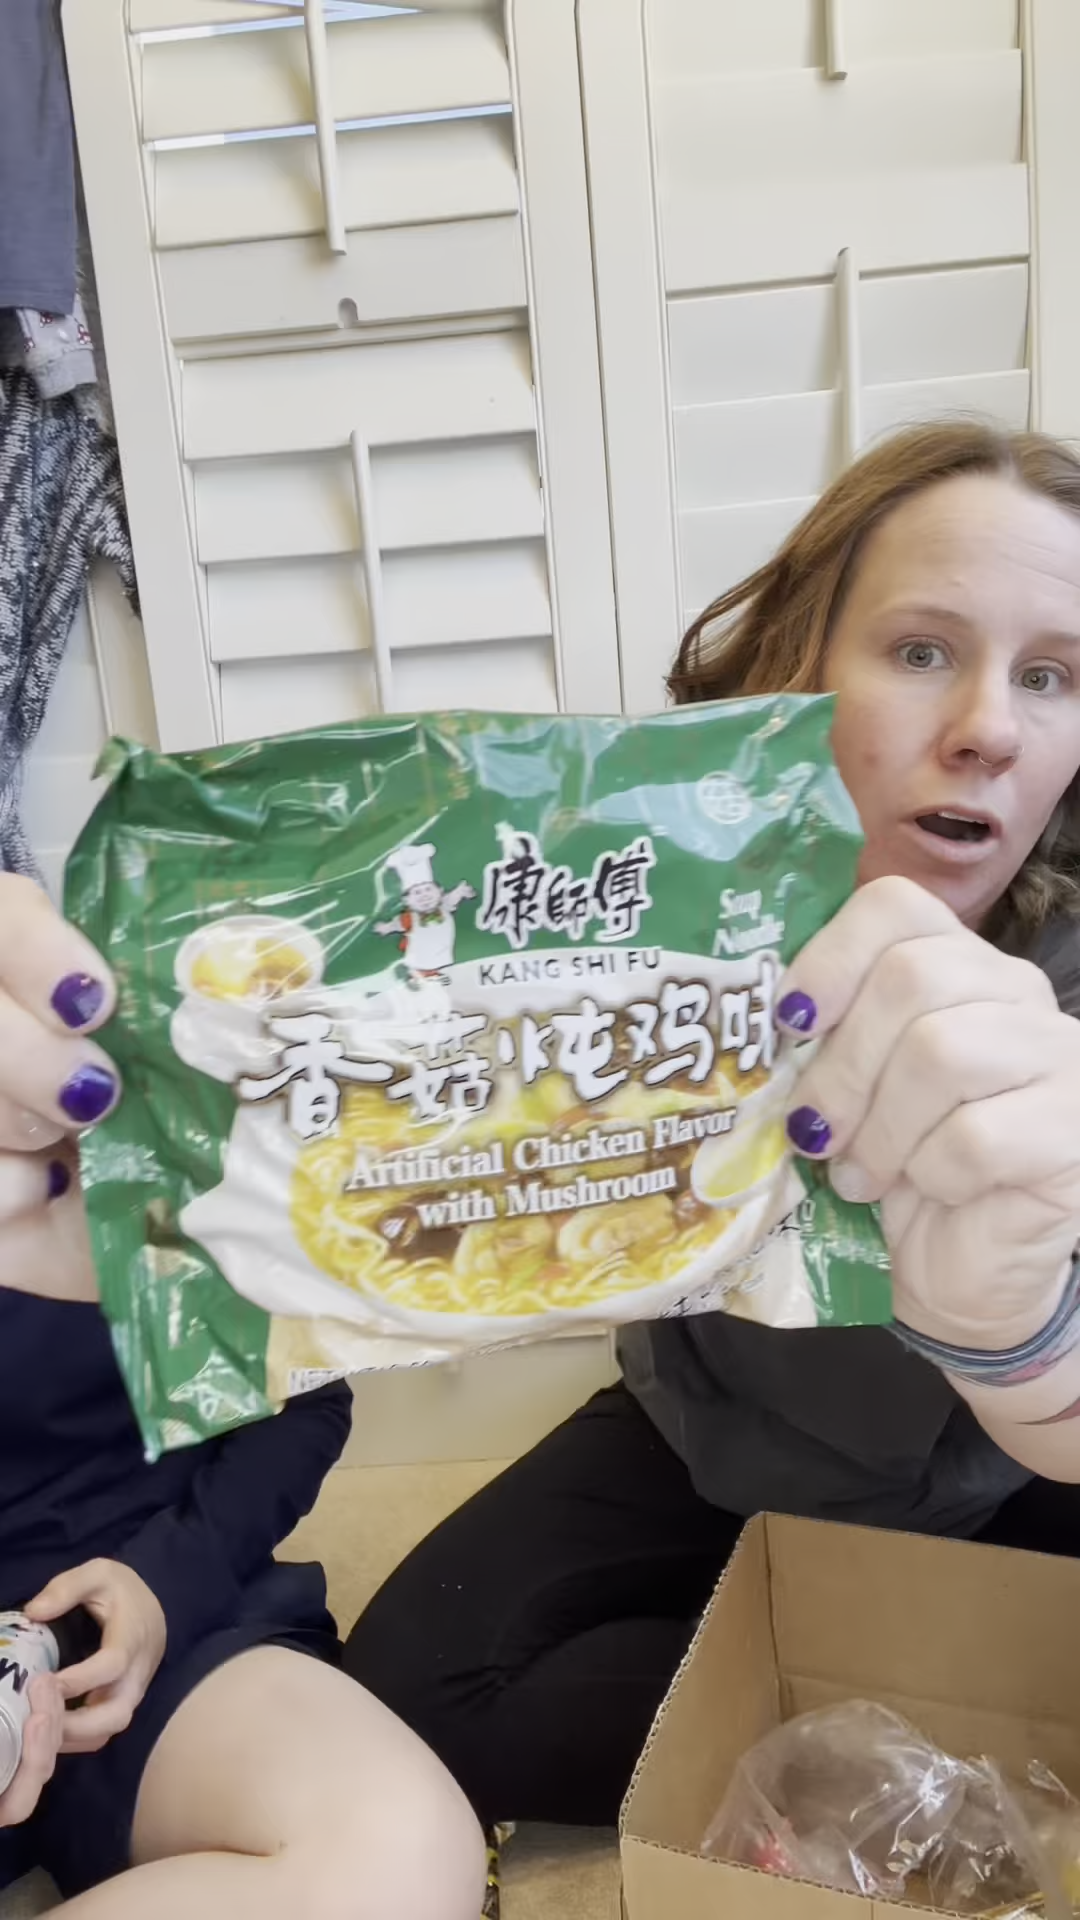 康師傅
KANG SHI FU
Soup
Noodle
香菇炖鸡味
Artificial Chicken Flavor
with Mushroom